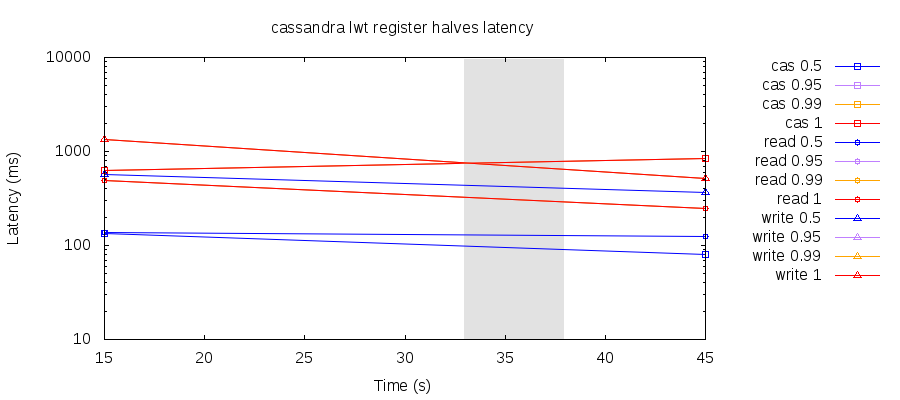 cassandra lwt register halves latency
10000
1000
100
10
Latency (ms)
15 20 25 30 35 40 45
Time (s)
cas 0.5
cas 0.95
cas 0.99
cas 1
read 0.5
read 0.95
read 0.99
read 1
write 0.5
write 0.95
write 0.99
write 1